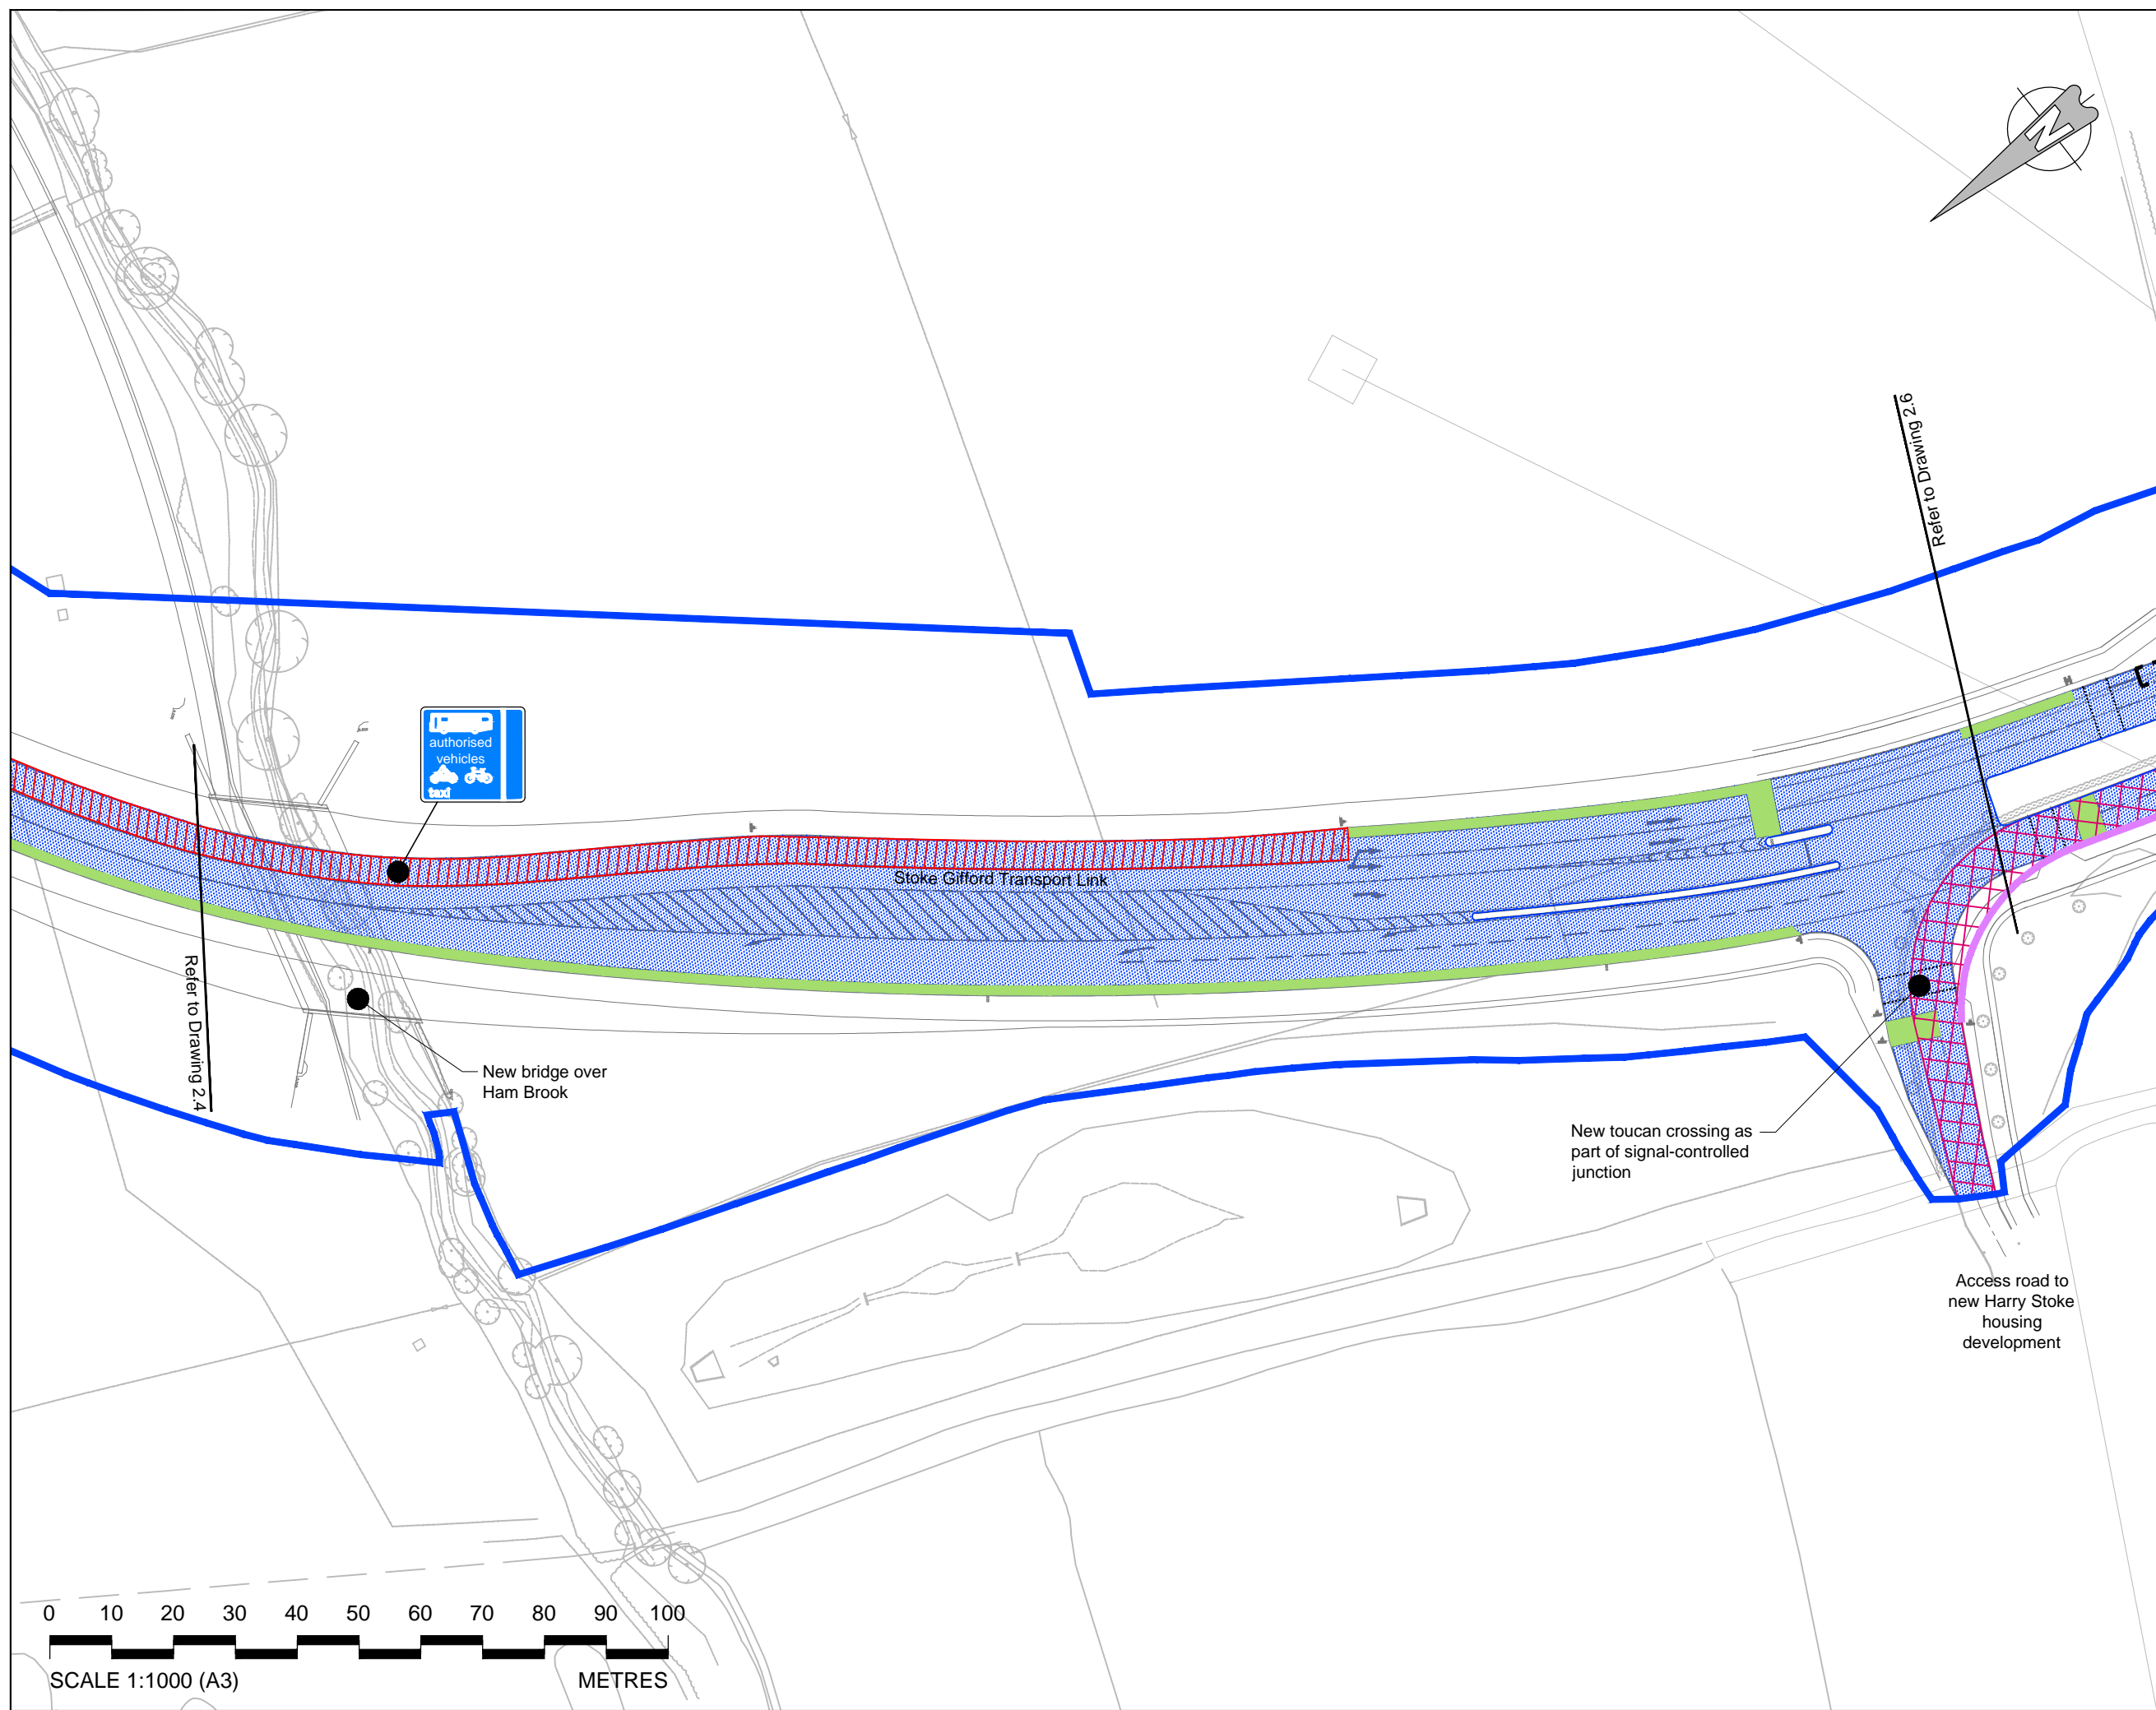 N
Refer to Drawing 2.6
authorised
vehicles
taxi
Stoke Gifford Transport Link
Refer to Drawing 2.4
New bridge over
Ham Brook
New toucan crossing as
part of signal-controlled
junction
Access road to
new Harry Stoke
housing
development
0 10 20 30 40 50 60 70 80 90 100
SCALE 1:1000 (A3) METRES